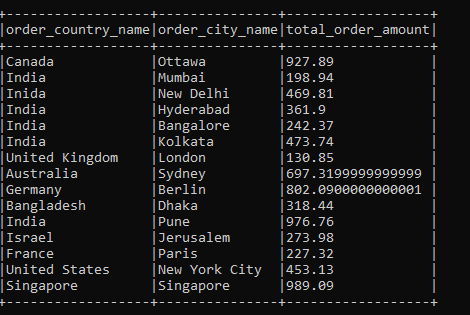 +------------------+---------------+------------------+
|order_country_name|order_city_name|total_order_amount|
+------------------+---------------+------------------+
|Canada            |Ottawa         |927.89            |
|India             |Mumbai         |198.94            |
|Inida             |New Delhi      |469.81            |
|India             |Hyderabad      |361.9             |
|India             |Bangalore      |242.37            |
|India             |Kolkata        |473.74            |
|United Kingdom    |London         |130.85            |
|Australia         |Sydney         |697.3199999999999 |
|Germany           |Berlin         |802.0900000000001 |
|Bangladesh        |Dhaka          |318.44            |
|India             |Pune           |976.76            |
|Israel            |Jerusalem      |273.98            |
|France            |Paris          |227.32            |
|United States     |New York City  |453.13            |
|Singapore         |Singapore      |989.09            |
+------------------+---------------+------------------+